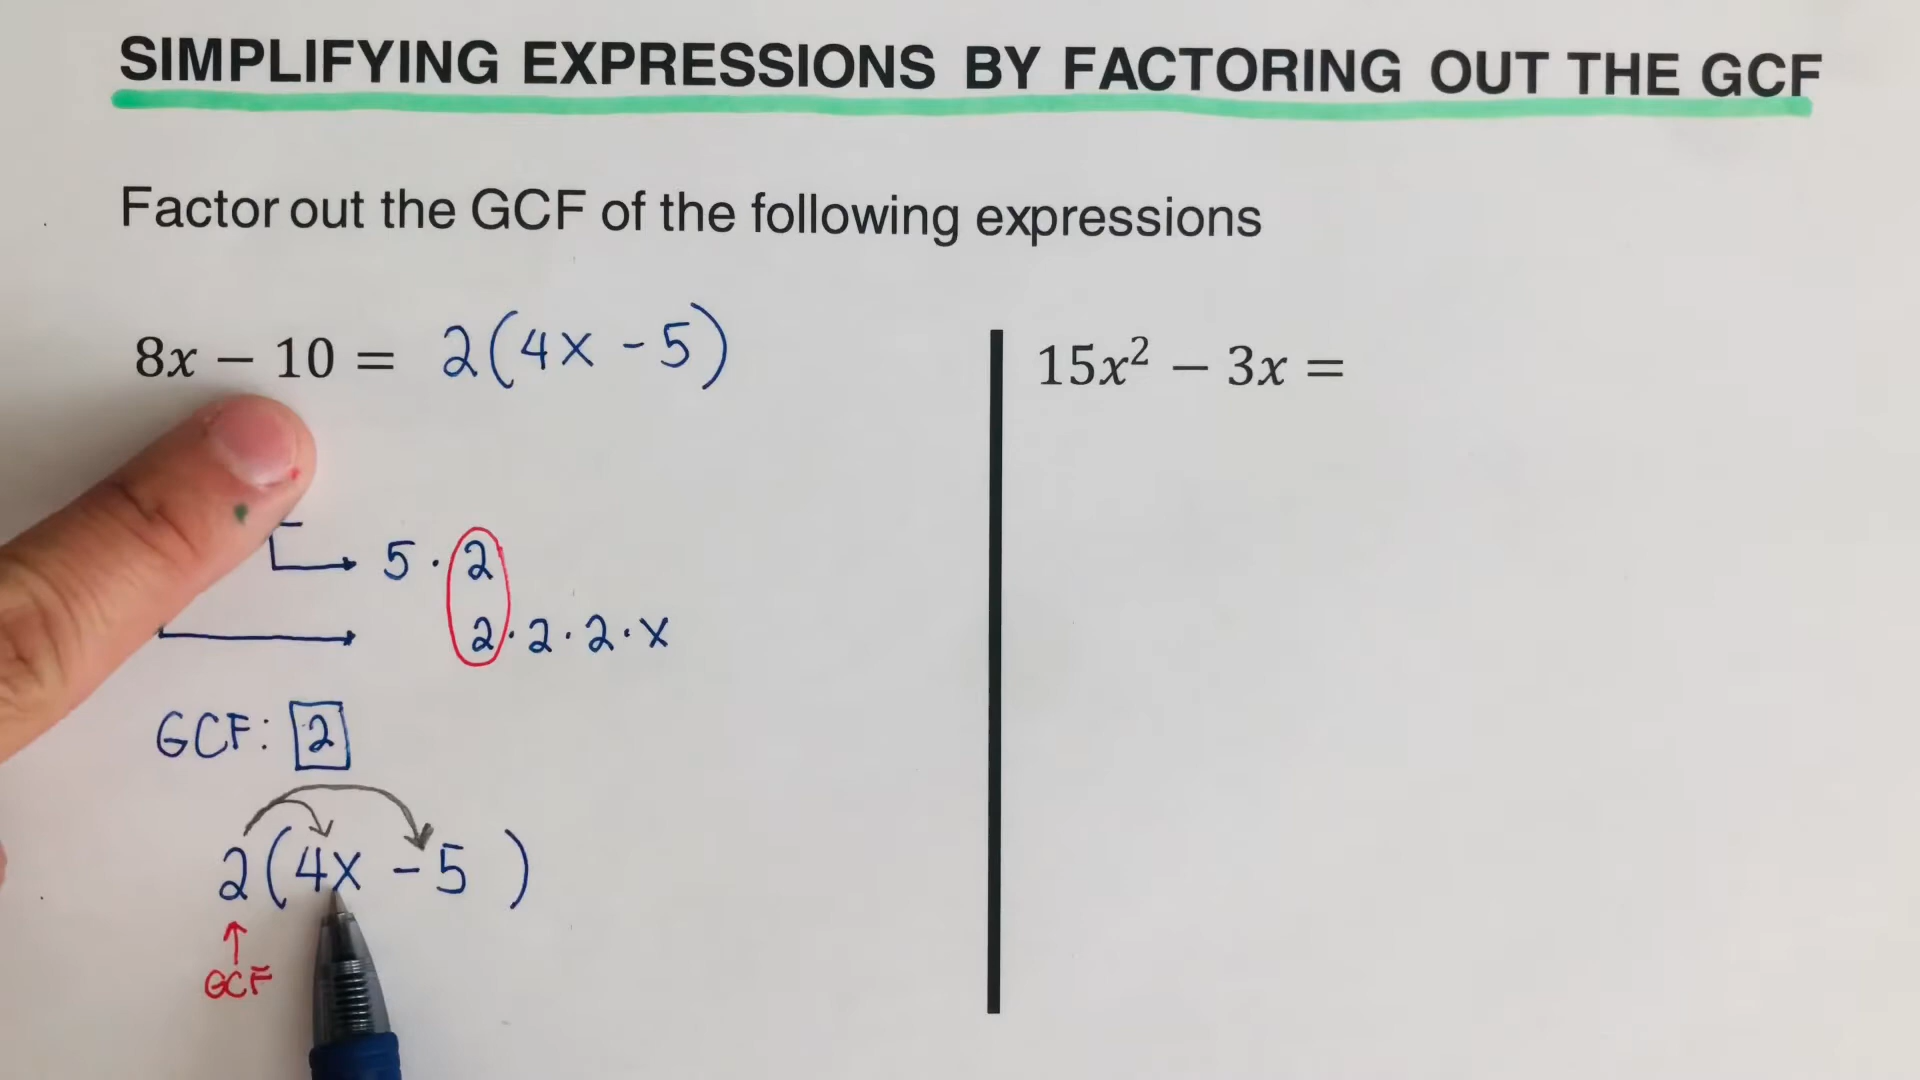 SIMPLIFYING EXPRESSIONS BY FACTORING OUT THE GCF
Factor out the GCF of the following expressions
8x − 10 = 2(4x - 5)
5 · 2
2 · 2 · 2 · x
GCF: 2
2(4x - 5)
GCF
15x² − 3x =